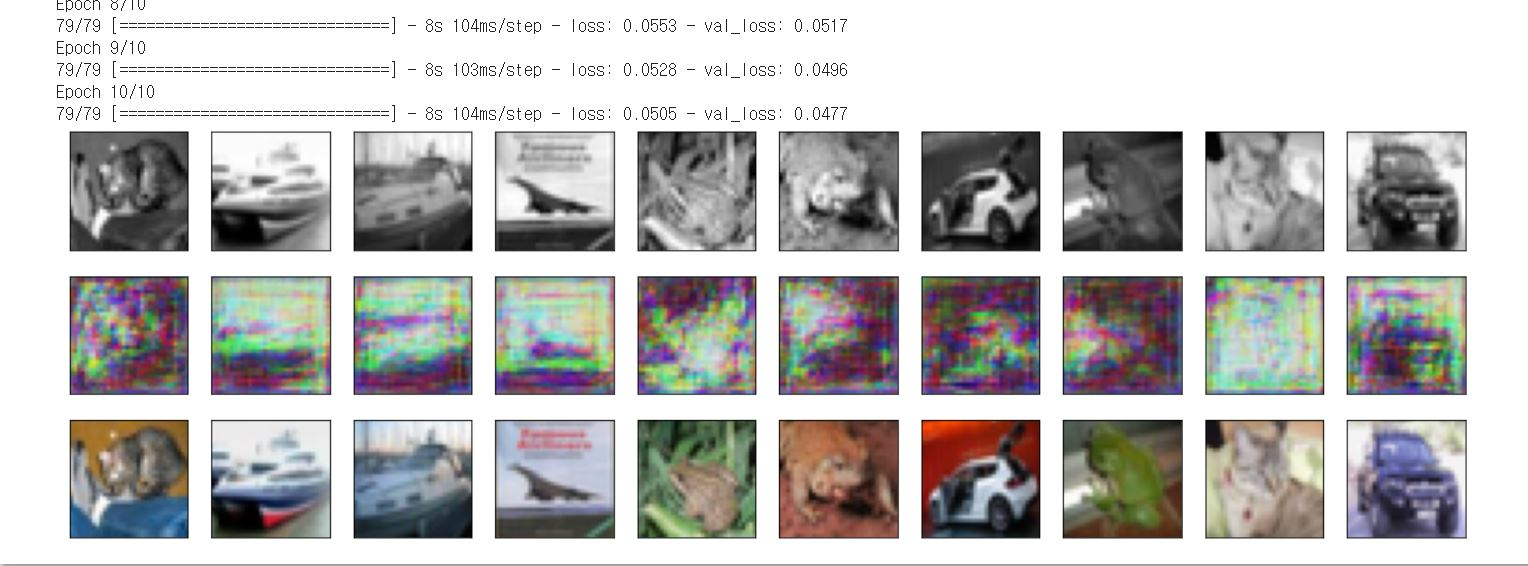 Epoch 8/10
79/79 [==============================] - 8s 104ms/step - loss: 0.0553 - val_loss: 0.0517
Epoch 9/10
79/79 [==============================] - 8s 103ms/step - loss: 0.0528 - val_loss: 0.0496
Epoch 10/10
79/79 [==============================] - 8s 104ms/step - loss: 0.0505 - val_loss: 0.0477